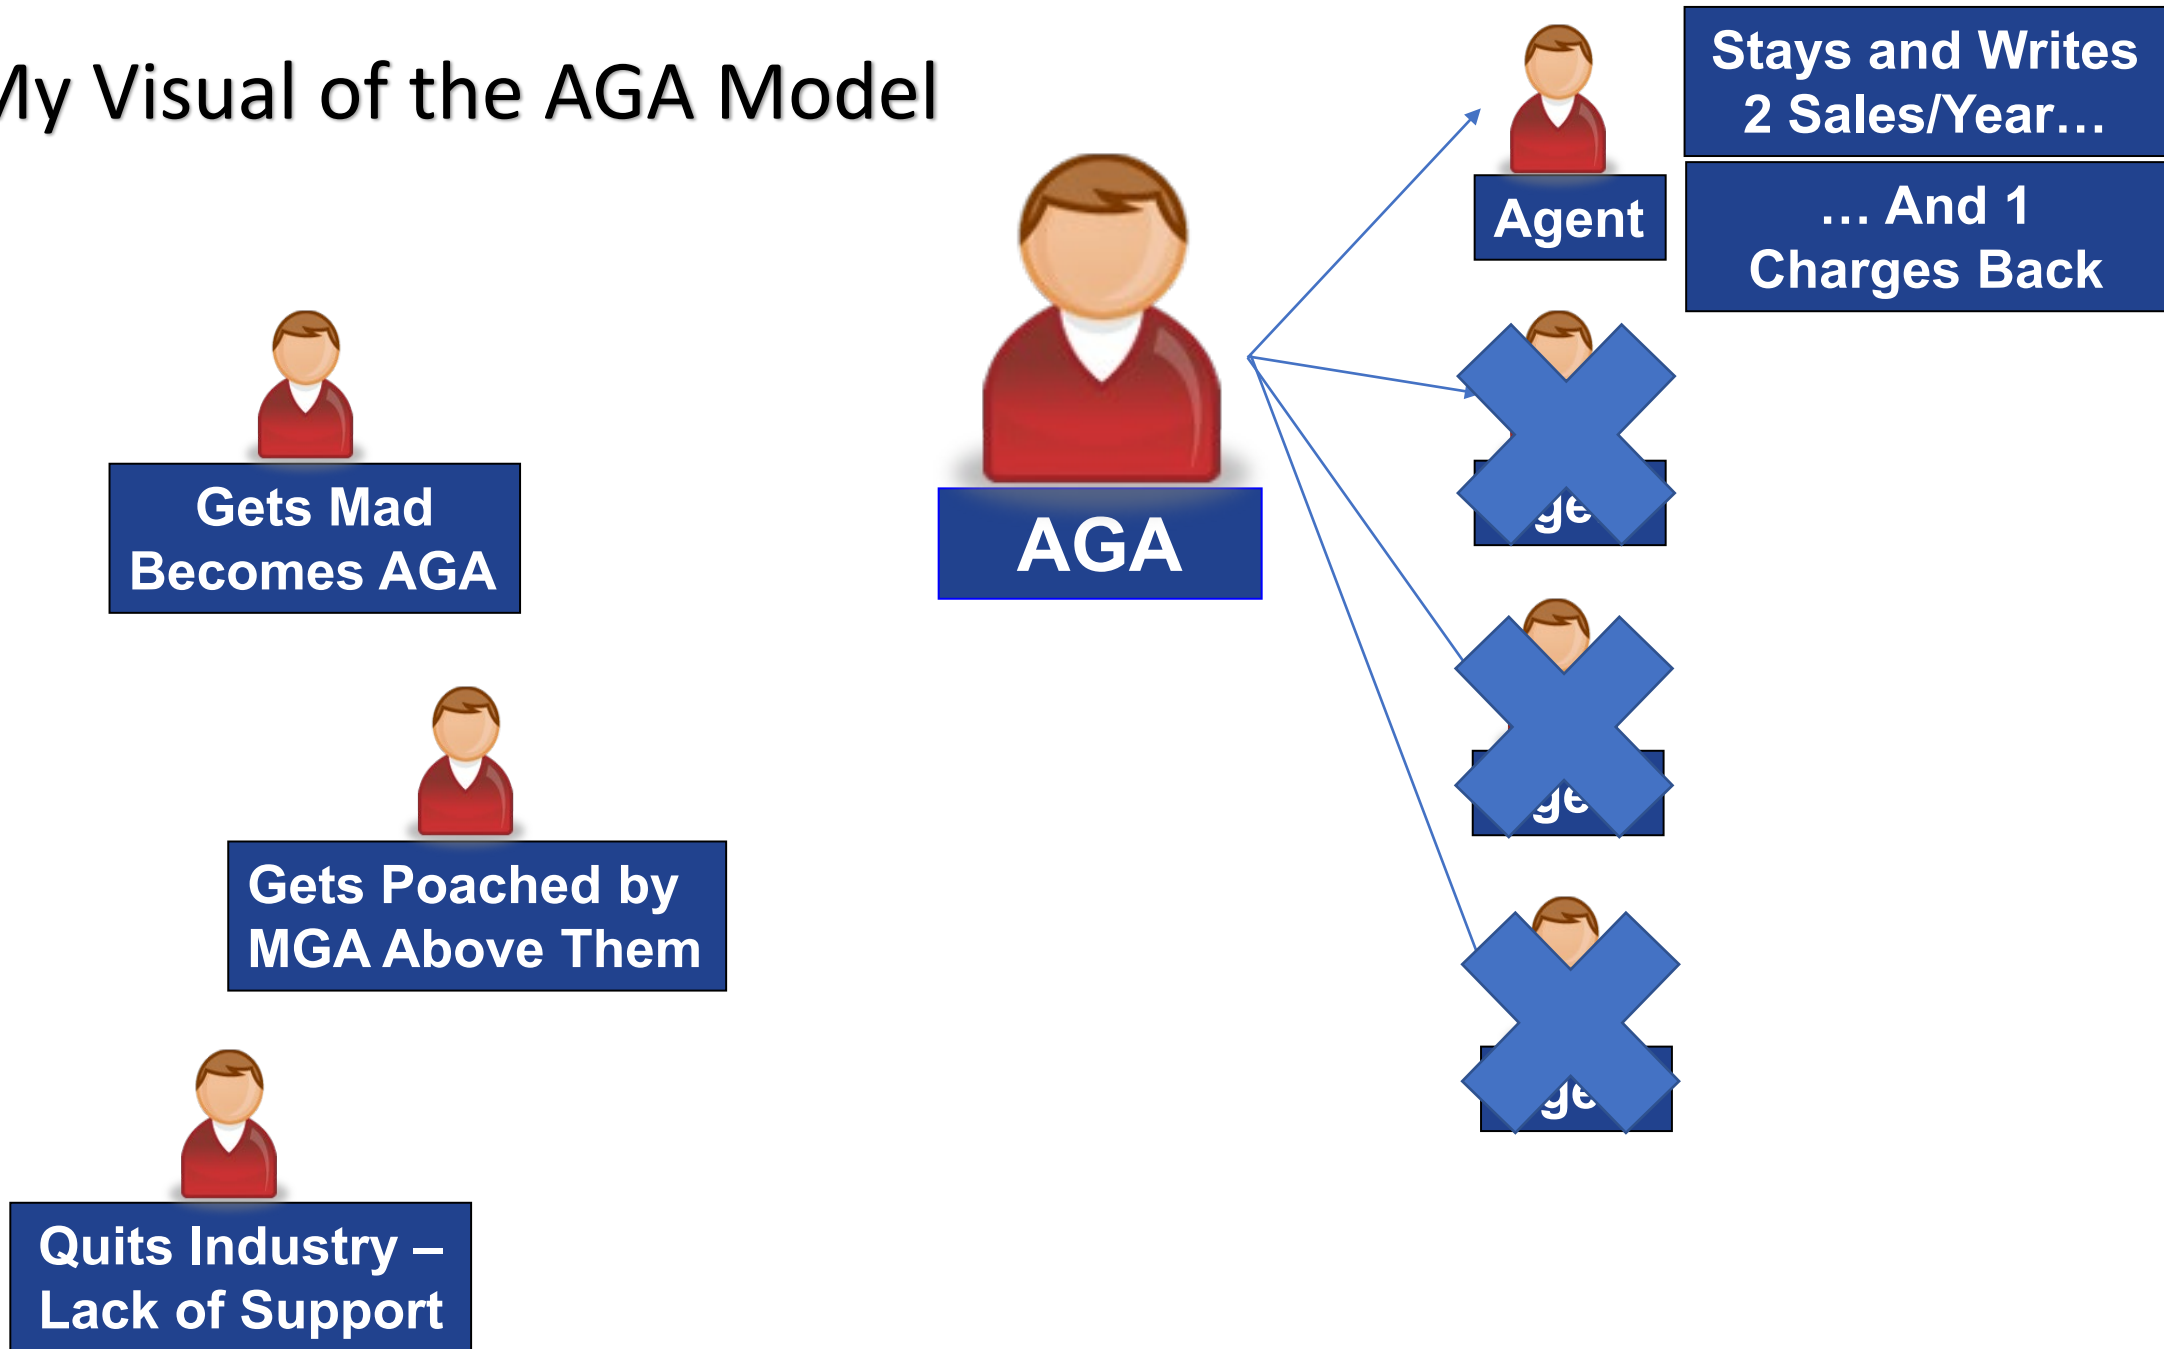 My Visual of the AGA Model
Stays and Writes
2 Sales/Year…
… And 1
Charges Back
Agent
AGA
Gets Mad
Becomes AGA
Gets Poached by
MGA Above Them
Quits Industry –
Lack of Support